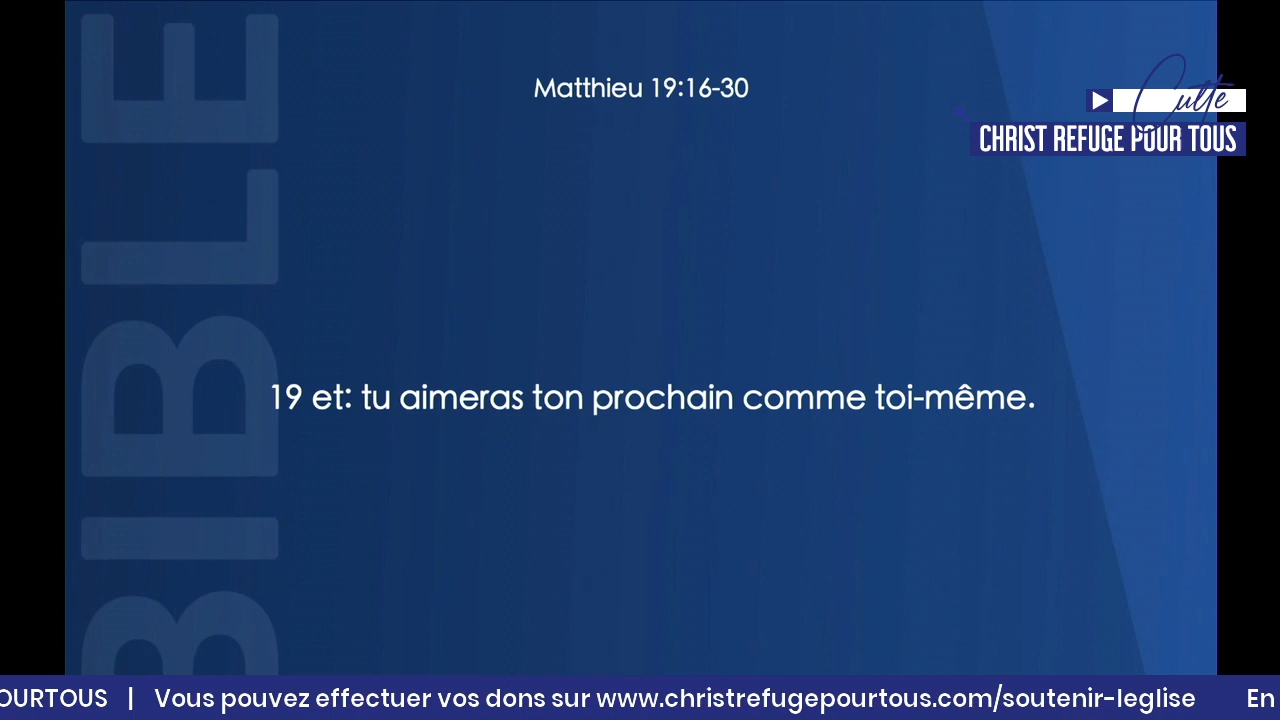 Matthieu 19:16-30
Culte
CHRIST REFUGE POUR TOUS
BIBLE
19 et: tu aimeras ton prochain comme toi-même.
OURTOUS | Vous pouvez effectuer vos dons sur www.christrefugepourtous.com/soutenir-leglise En